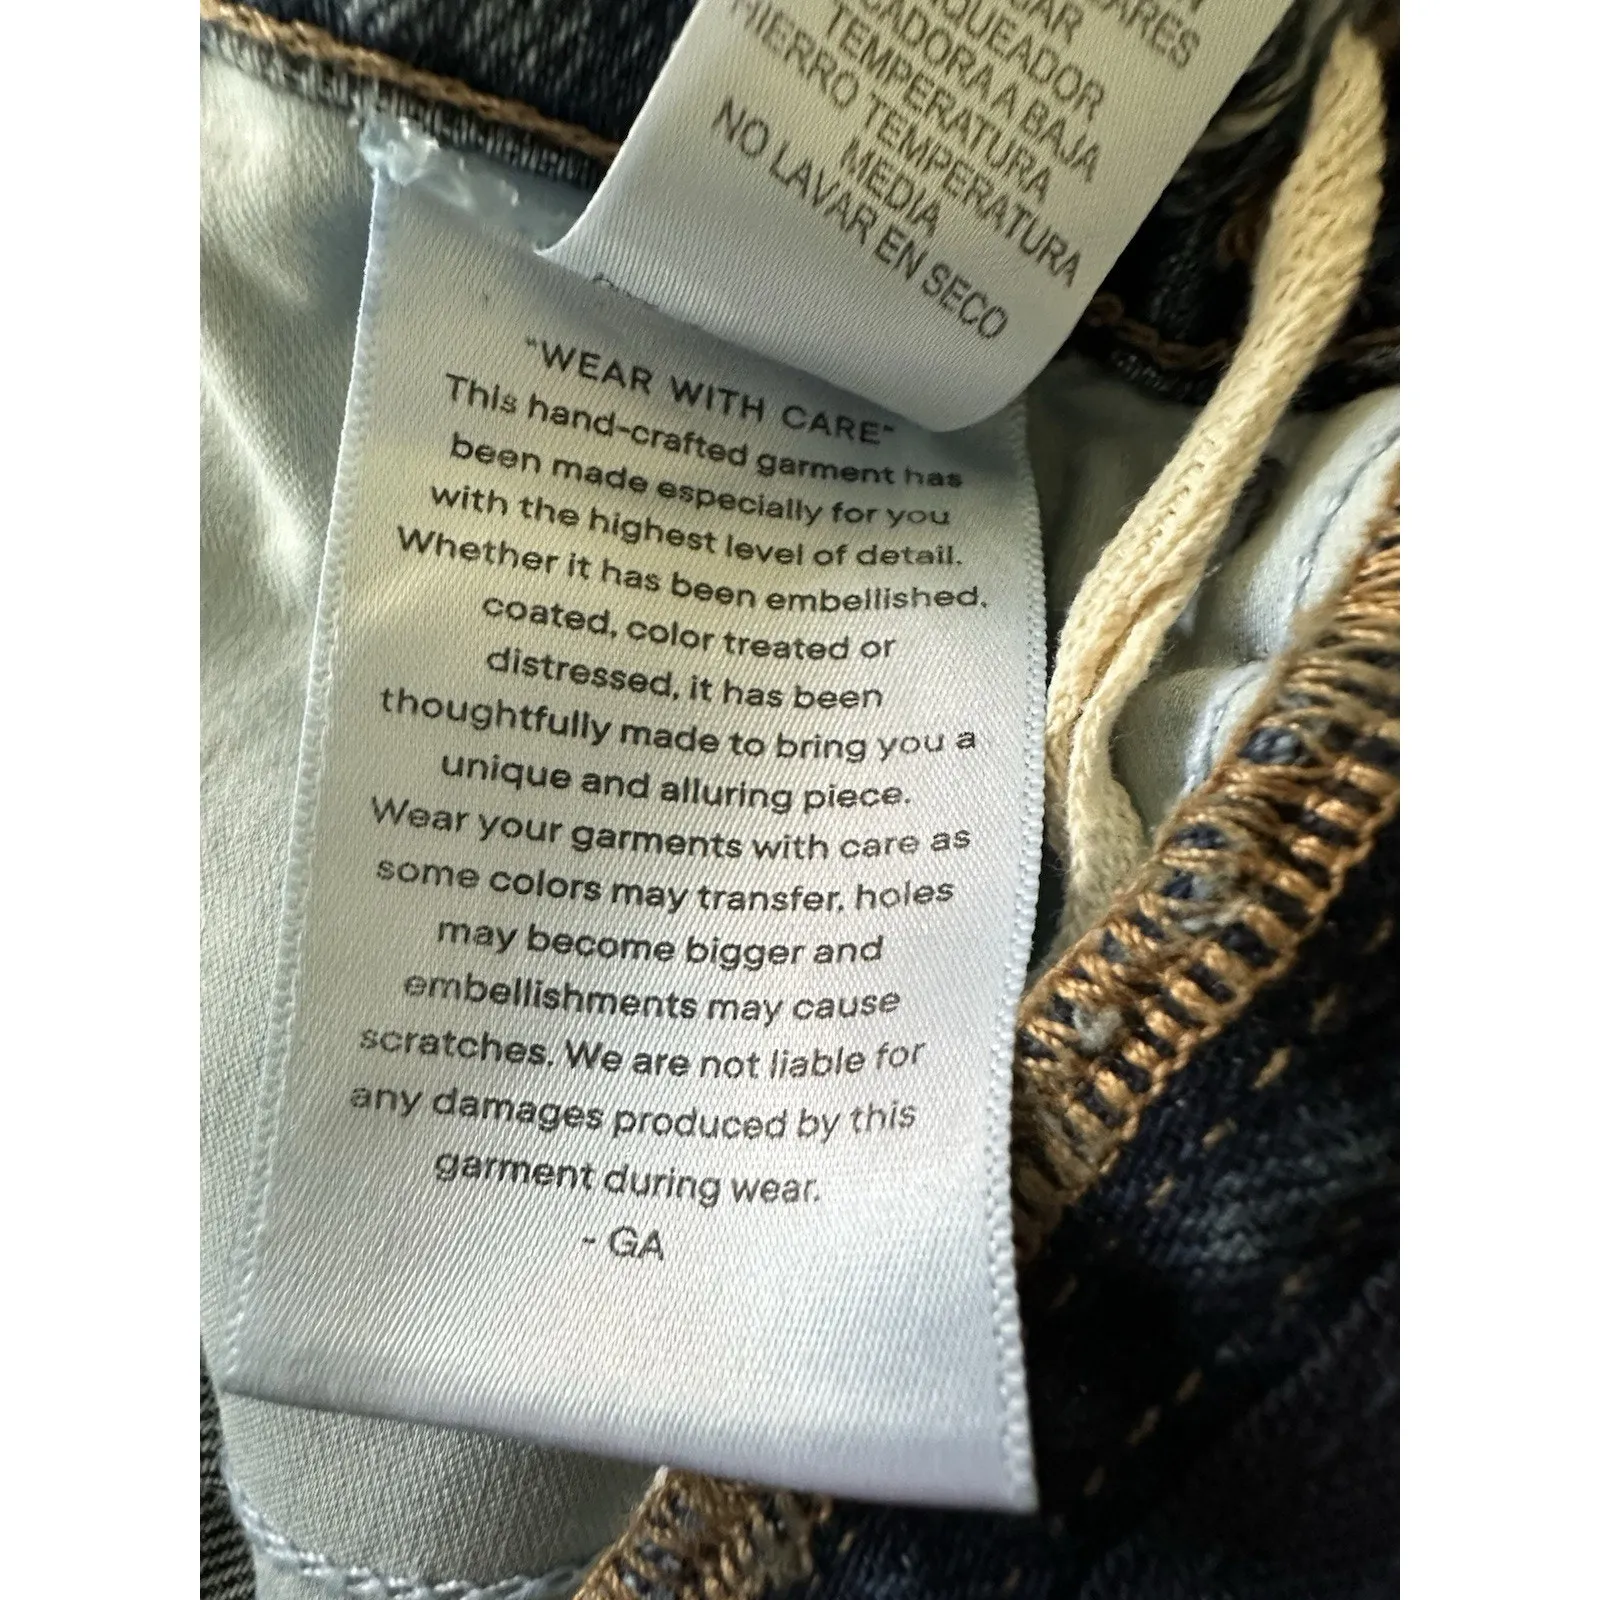 NO LAVAR EN SECO
MEDIA
HIERRO TEMPERATURA
TEMPERATURA
A BAJA
"WEAR WITH CARE"
This hand-crafted garment has
been made especially for you
with the highest level of detail.
Whether it has been embellished,
coated, color treated or
distressed, it has been
thoughtfully made to bring you a
unique and alluring piece.
Wear your garments with care as
some colors may transfer, holes
may become bigger and
embellishments may cause
scratches. We are not liable for
any damages produced by this
garment during wear.
- GA